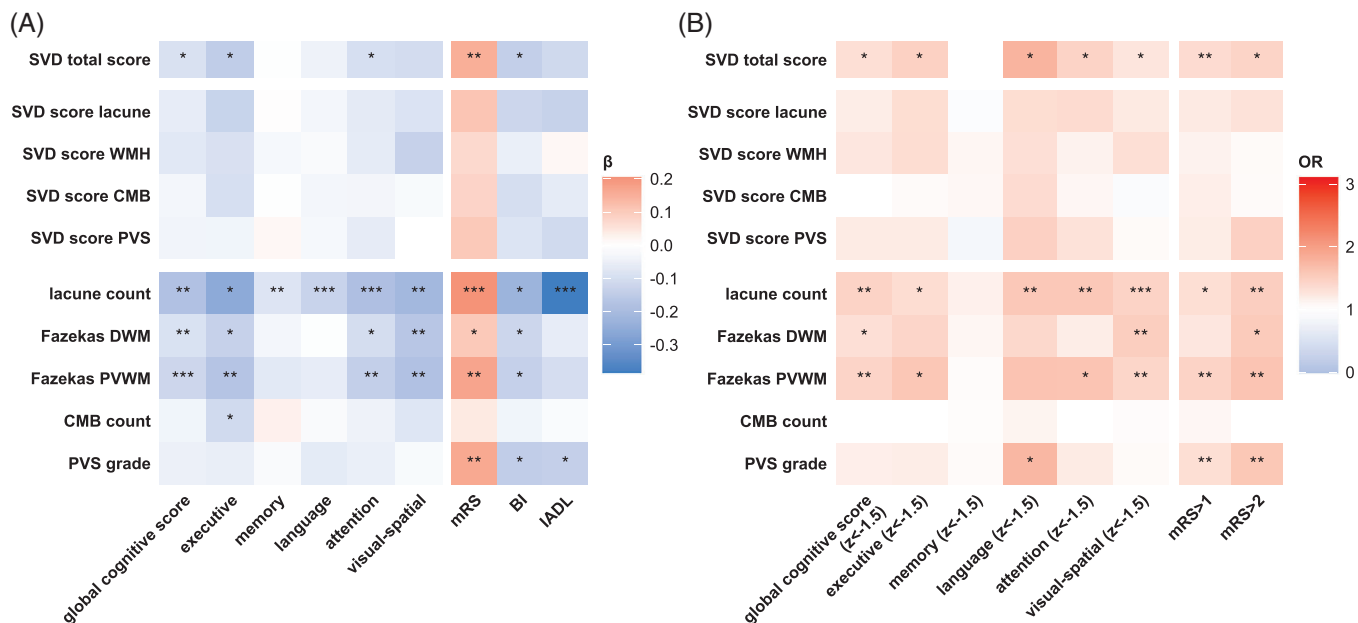 (A)
SVD total score * * * ** *
SVD score lacune
SVD score WMH
SVD score CMB
SVD score PVS
lacune count ** * ** *** *** ** *** * ***
Fazekas DWM ** * * ** * *
Fazekas PVWM *** ** ** ** ** *
CMB count *
PVS grade ** * *
global cognitive score
executive
memory
language
attention
visual-spatial
mRS
BI
IADL
β
0.2
0.1
0.0
-0.1
-0.2
-0.3
(B)
SVD total score * * * * * ** *
SVD score lacune
SVD score WMH
SVD score CMB
SVD score PVS
lacune count ** * ** ** *** * **
Fazekas DWM * ** *
Fazekas PVWM ** * * ** ** **
CMB count
PVS grade * ** **
global cognitive score
(z<-1.5)
executive (z<-1.5)
memory (z<-1.5)
language (z<-1.5)
attention (z<-1.5)
visual-spatial (z<-1.5)
mRS>1
mRS>2
OR
3
2
1
0